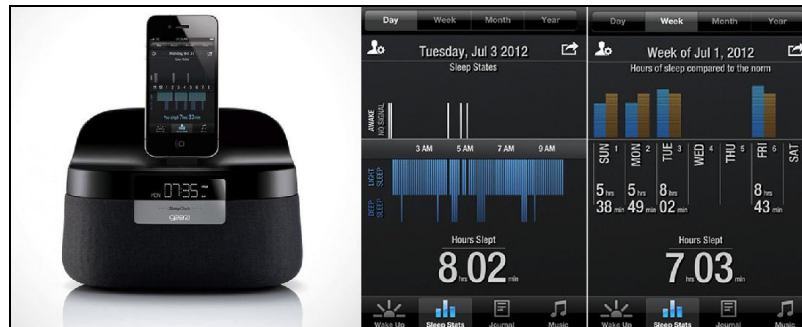 MON 07:35
SleepClock
gear4
Day Week Month Year
Tuesday, Jul 3 2012
Sleep States
AWAKE
NO SIGNAL
3 AM 5 AM 7 AM 9 AM
LIGHT SLEEP
DEEP SLEEP
Hours Slept
8 hrs 02 min
Wake Up Sleep Stats Journal Music
Day Week Month Year
Week of Jul 1, 2012
Hours of sleep compared to the norm
SUN 1 MON 2 TUE 3 WED 4 THU 5 FRI 6 SAT
5 hrs 5 hrs 8 hrs 8 hrs
38 min 49 min 02 min 43 min
Hours Slept
7 hrs 03 min
Wake Up Sleep Stats Journal Music